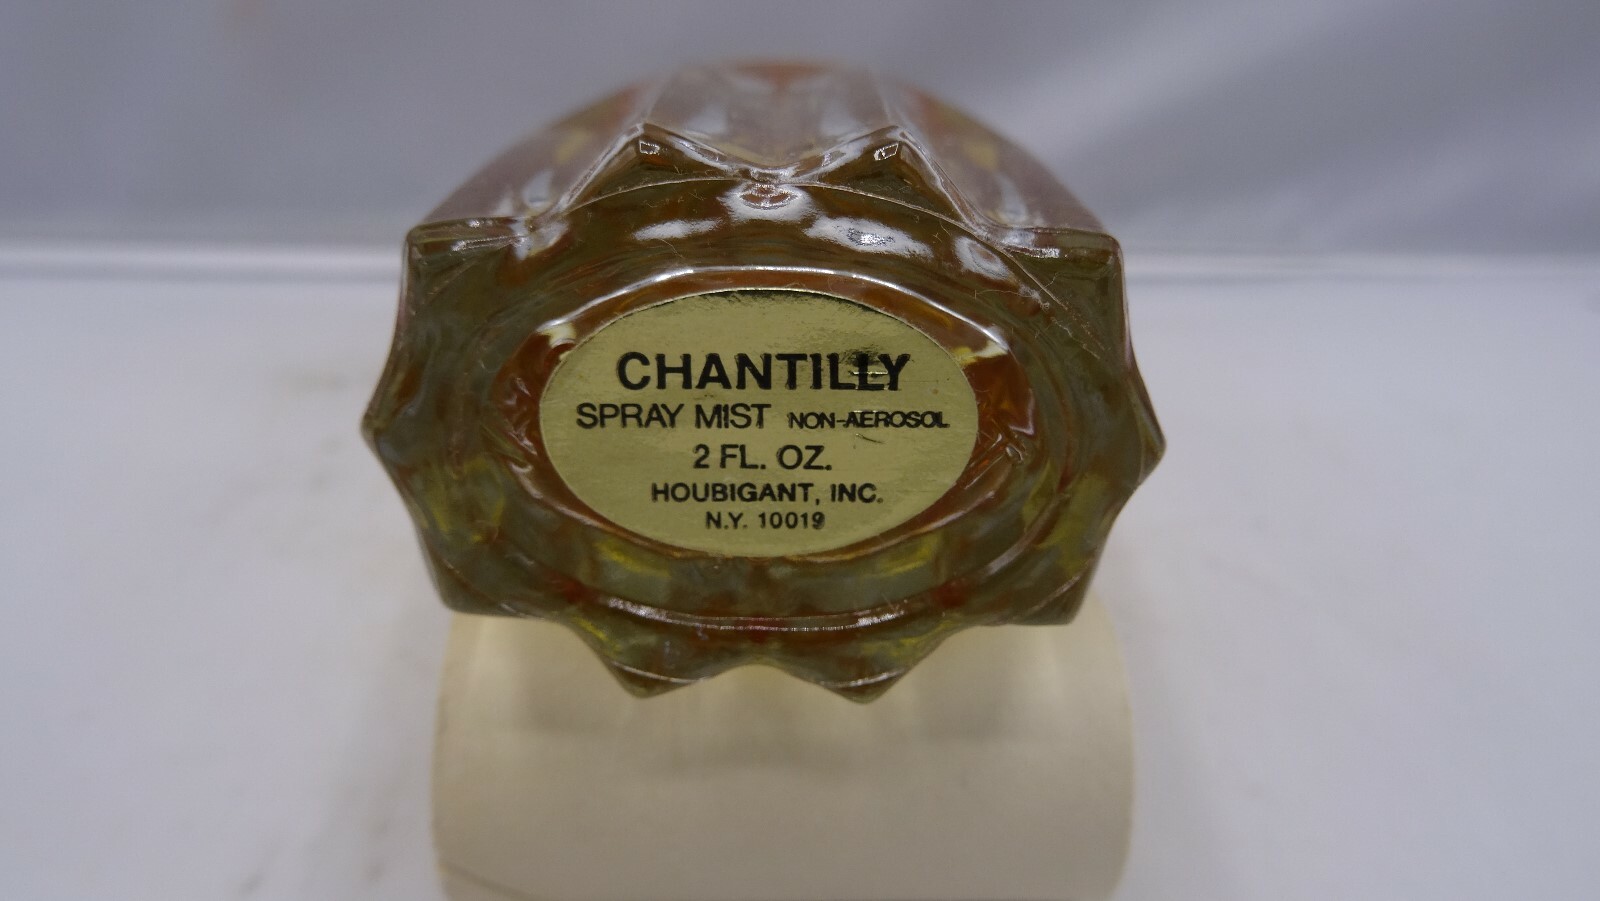 CHANTILLY
SPRAY MIST NON-AEROSOL
2 FL. OZ.
HOUBIGANT, INC.
N.Y. 10019